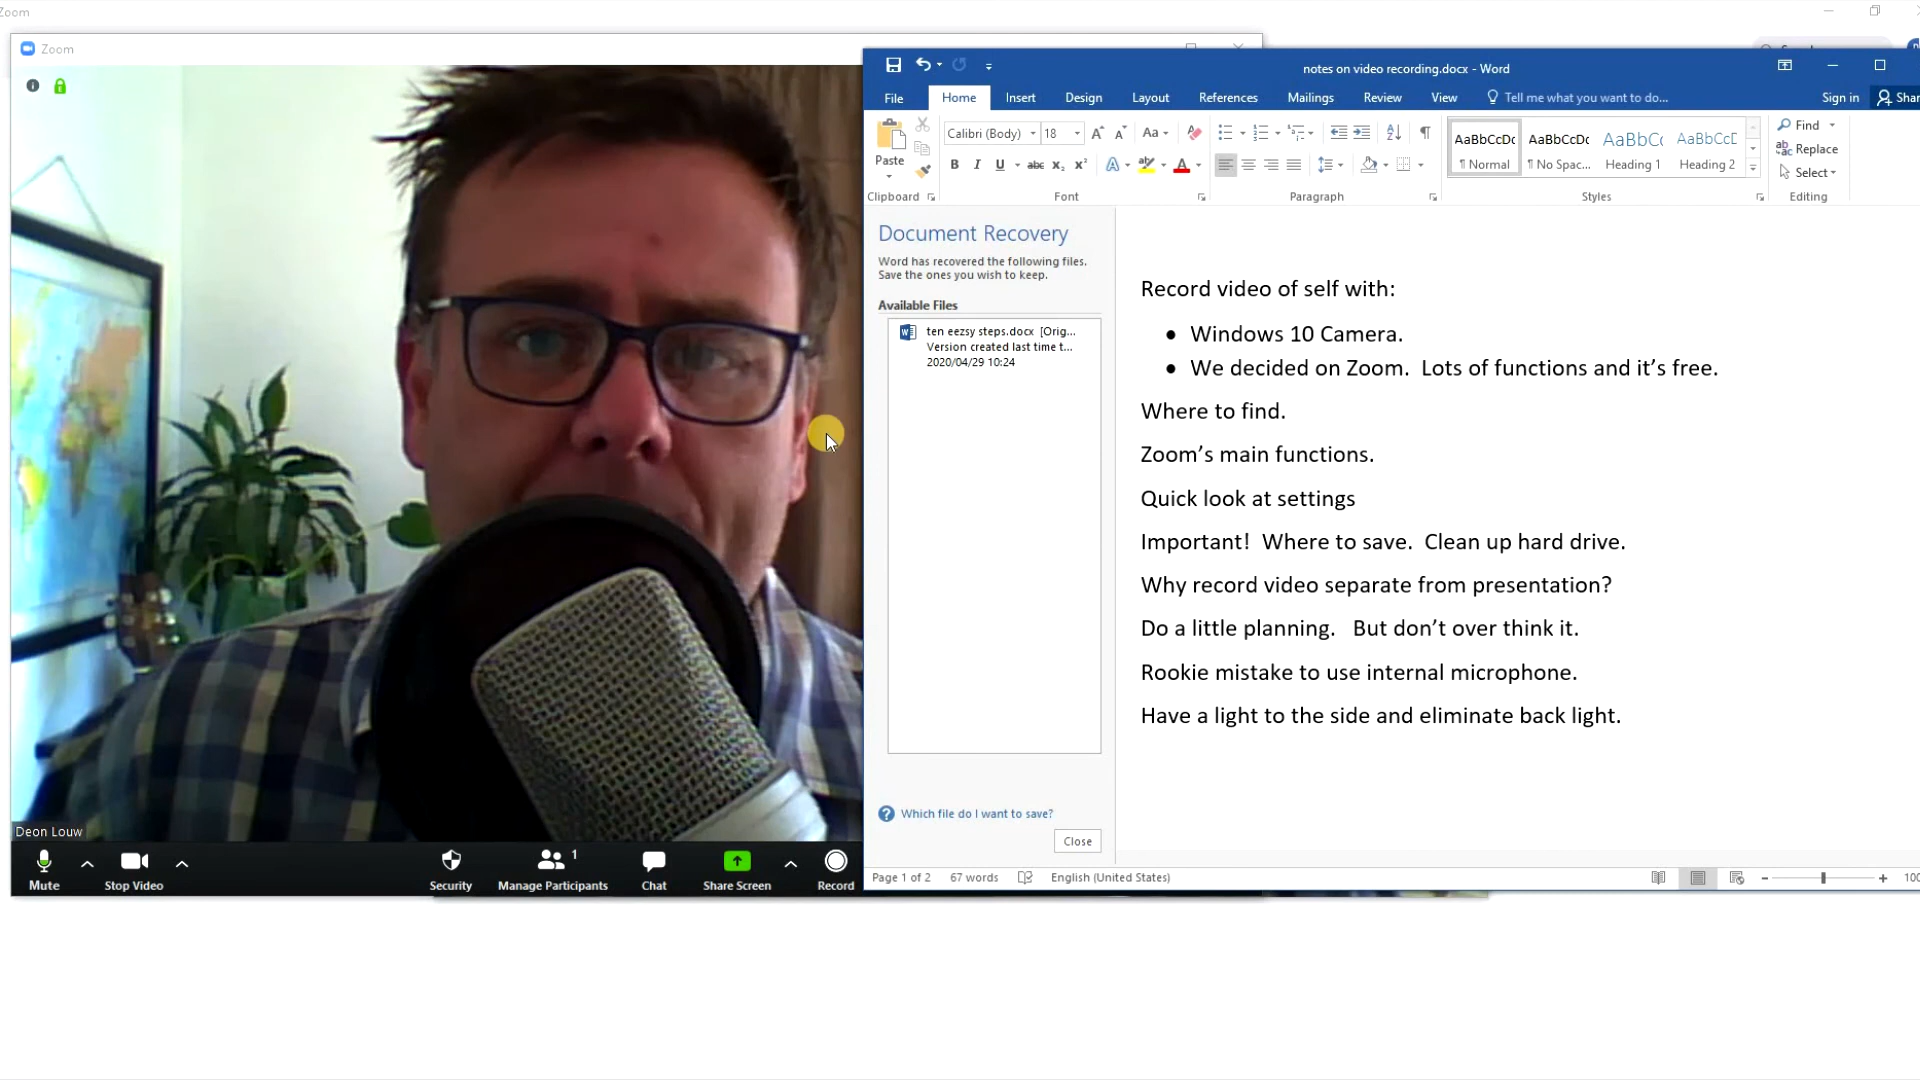 Zoom
Zoom
Deon Louw
Mute
Stop Video
Security
Manage Participants
1
Chat
Share Screen
Record
notes on video recording.docx - Word
File
Home
Insert
Design
Layout
References
Mailings
Review
View
Tell me what you want to do...
Sign in
Shar
Paste
Calibri (Body)
18
Aa
B I U abc x₂ x²
AaBbCcDc
¶ Normal
AaBbCcDc
¶ No Spac...
AaBbCc
Heading 1
AaBbCcD
Heading 2
Find
Replace
Select
Clipboard
Font
Paragraph
Styles
Editing
Document Recovery
Word has recovered the following files.
Save the ones you wish to keep.
Available Files
ten eezsy steps.docx [Orig...
Version created last time t...
2020/04/29 10:24
Which file do I want to save?
Close
Record video of self with:
• Windows 10 Camera.
• We decided on Zoom. Lots of functions and it's free.
Where to find.
Zoom's main functions.
Quick look at settings
Important! Where to save. Clean up hard drive.
Why record video separate from presentation?
Do a little planning. But don't over think it.
Rookie mistake to use internal microphone.
Have a light to the side and eliminate back light.
Page 1 of 2
67 words
English (United States)
100